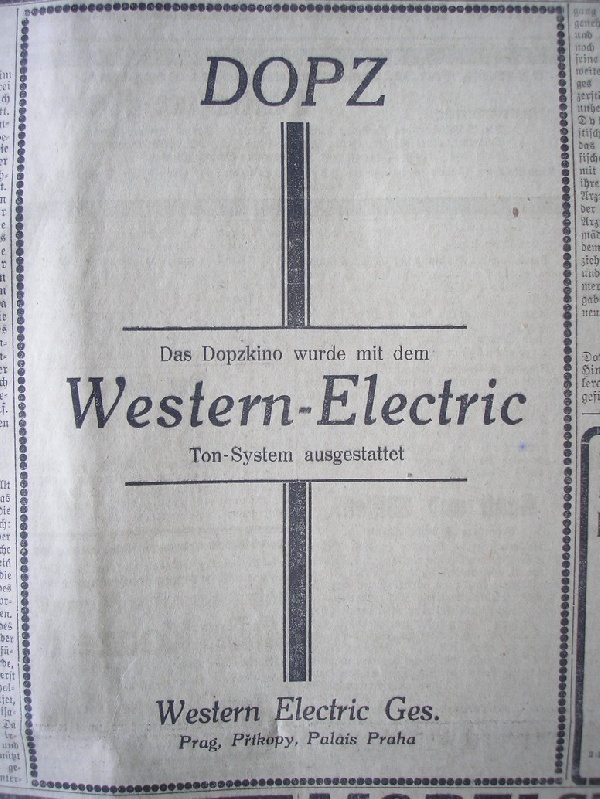 DOPZ
Das Dopzkino wurde mit dem
Western-Electric
Ton-System ausgestattet
Western Electric Ges.
Prag, Příkopy, Palais Praha